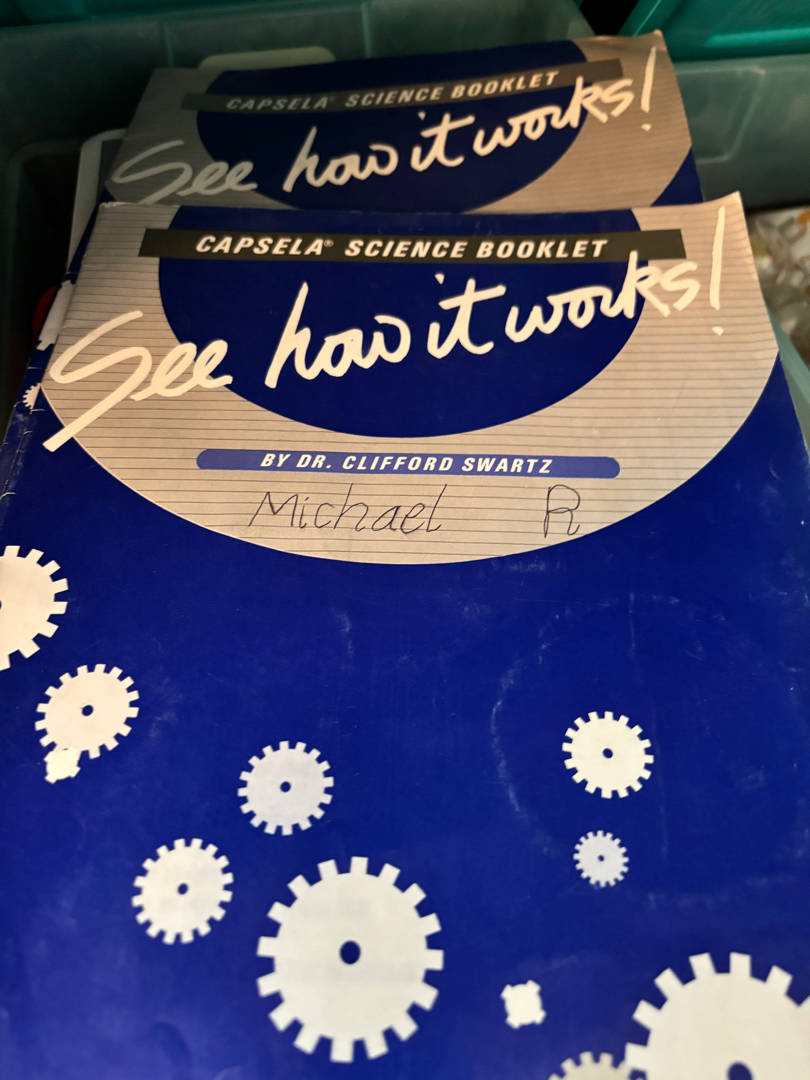 CAPSELA® SCIENCE BOOKLET
See how it works!
CAPSELA® SCIENCE BOOKLET
See how it works!
BY DR. CLIFFORD SWARTZ
Michael R